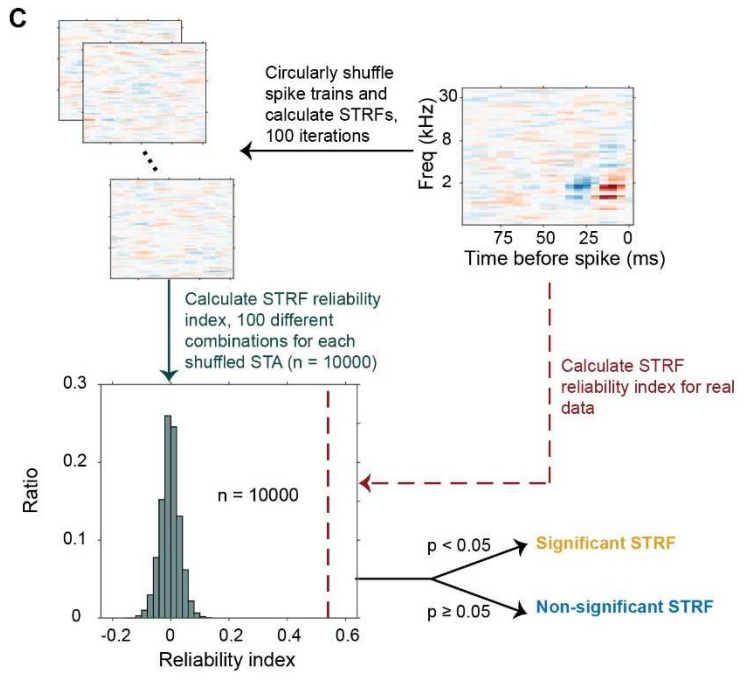 C
Circularly shuffle
spike trains and
calculate STRFs,
100 iterations
Freq (kHz)
30
8
2
75
50
25
0
Time before spike (ms)
Calculate STRF reliability
index, 100 different
combinations for each
shuffled STA (n = 10000)
Calculate STRF
reliability index for real
data
Ratio
0.3
0.2
0.1
0
n = 10000
-0.2
0
0.2
0.4
0.6
Reliability index
p < 0.05
Significant STRF
p ≥ 0.05
Non-significant STRF